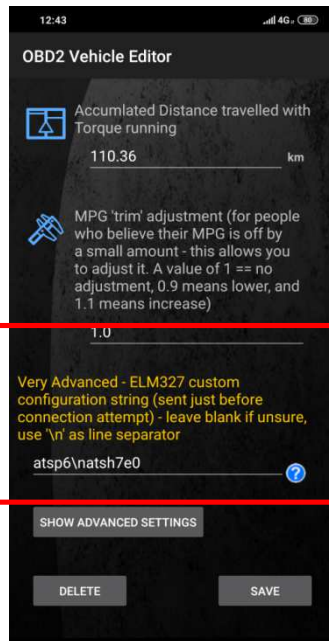 12:43
4G 80
OBD2 Vehicle Editor
Accumlated Distance travelled with
Torque running
110.36 km
MPG 'trim' adjustment (for people
who believe their MPG is off by
a small amount - this allows you
to adjust it. A value of 1 == no
adjustment, 0.9 means lower, and
1.1 means increase)
1.0
Very Advanced - ELM327 custom
configuration string (sent just before
connection attempt) - leave blank if unsure,
use '\n' as line separator
atsp6\natsh7e0
?
SHOW ADVANCED SETTINGS
DELETE SAVE